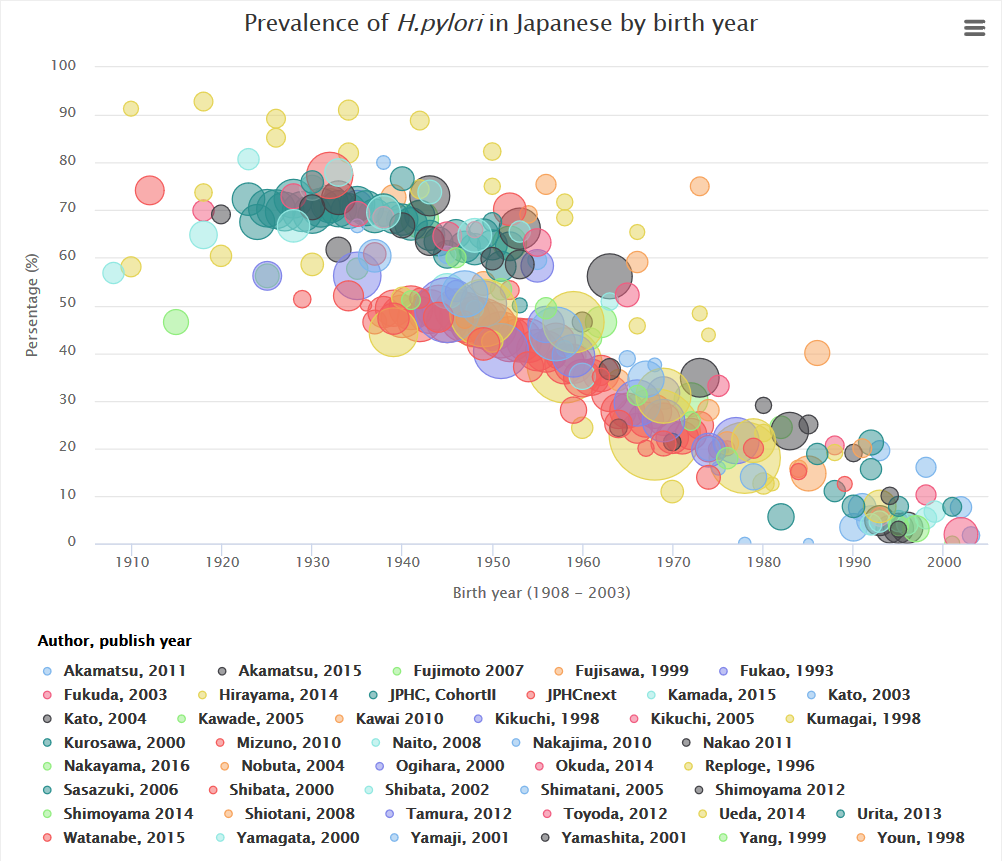 Prevalence of H.pylori in Japanese by birth year
100
90
80
70
60
50
40
30
20
10
0
Persentage (%)
1910 1920 1930 1940 1950 1960 1970 1980 1990 2000
Birth year (1908 – 2003)
Author, publish year
Akamatsu, 2011 Akamatsu, 2015 Fujimoto 2007 Fujisawa, 1999 Fukao, 1993
Fukuda, 2003 Hirayama, 2014 JPHC, CohortII JPHCnext Kamada, 2015 Kato, 2003
Kato, 2004 Kawade, 2005 Kawai 2010 Kikuchi, 1998 Kikuchi, 2005 Kumagai, 1998
Kurosawa, 2000 Mizuno, 2010 Naito, 2008 Nakajima, 2010 Nakao 2011
Nakayama, 2016 Nobuta, 2004 Ogihara, 2000 Okuda, 2014 Reploge, 1996
Sasazuki, 2006 Shibata, 2000 Shibata, 2002 Shimatani, 2005 Shimoyama 2012
Shimoyama 2014 Shiotani, 2008 Tamura, 2012 Toyoda, 2012 Ueda, 2014 Urita, 2013
Watanabe, 2015 Yamagata, 2000 Yamaji, 2001 Yamashita, 2001 Yang, 1999 Youn, 1998